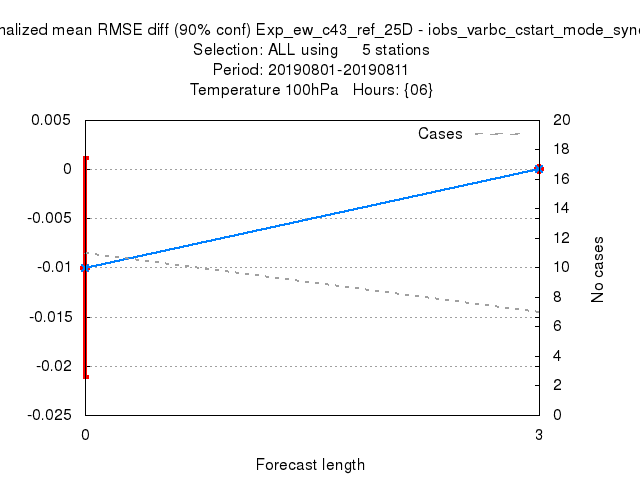 nalized mean RMSE diff (90% conf) Exp_ew_c43_ref_25D - iobs_varbc_cstart_mode_syn
Selection: ALL using 5 stations
Period: 20190801-20190811
Temperature 100hPa Hours: {06}
Cases
0.005
0
-0.005
-0.01
-0.015
-0.02
-0.025
20
18
16
14
12
10
8
6
4
2
0
No cases
0
3
Forecast length